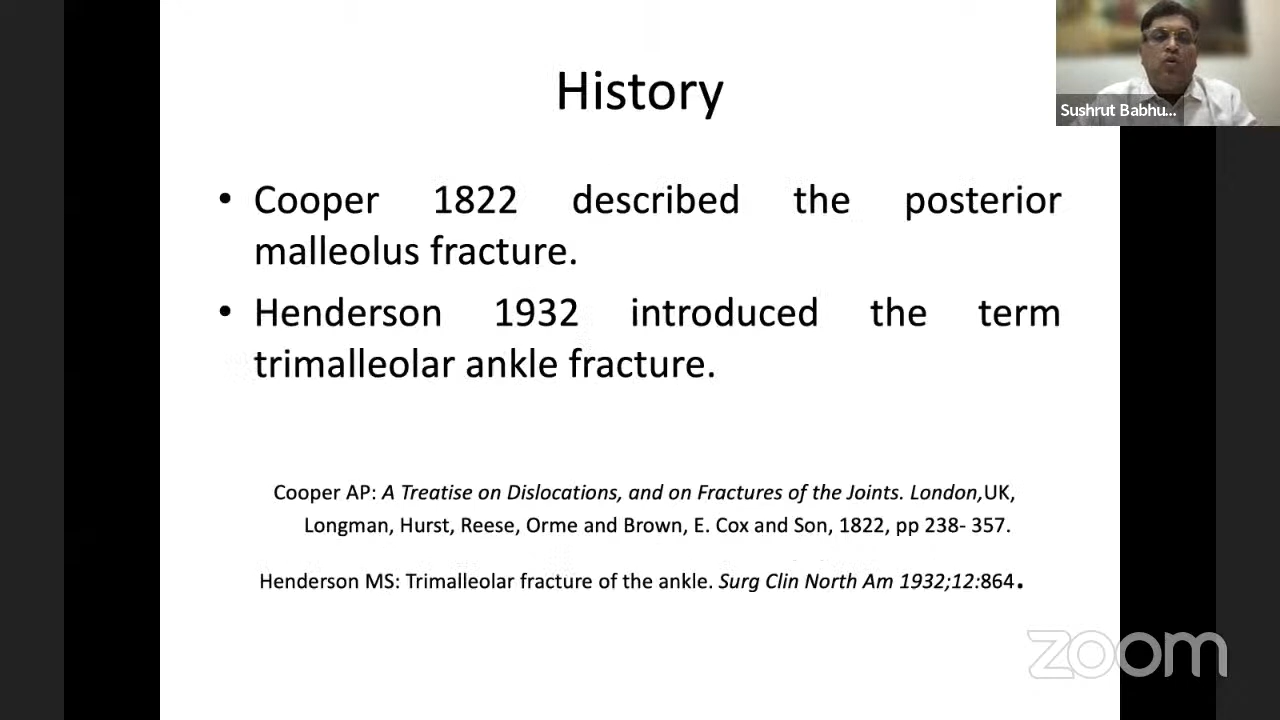 History
Sushrut Babhu...
• Cooper 1822 described the posterior
malleolus fracture.
• Henderson 1932 introduced the term
trimalleolar ankle fracture.
Cooper AP: A Treatise on Dislocations, and on Fractures of the Joints. London,UK,
Longman, Hurst, Reese, Orme and Brown, E. Cox and Son, 1822, pp 238- 357.
Henderson MS: Trimalleolar fracture of the ankle. Surg Clin North Am 1932;12:864.
zoom